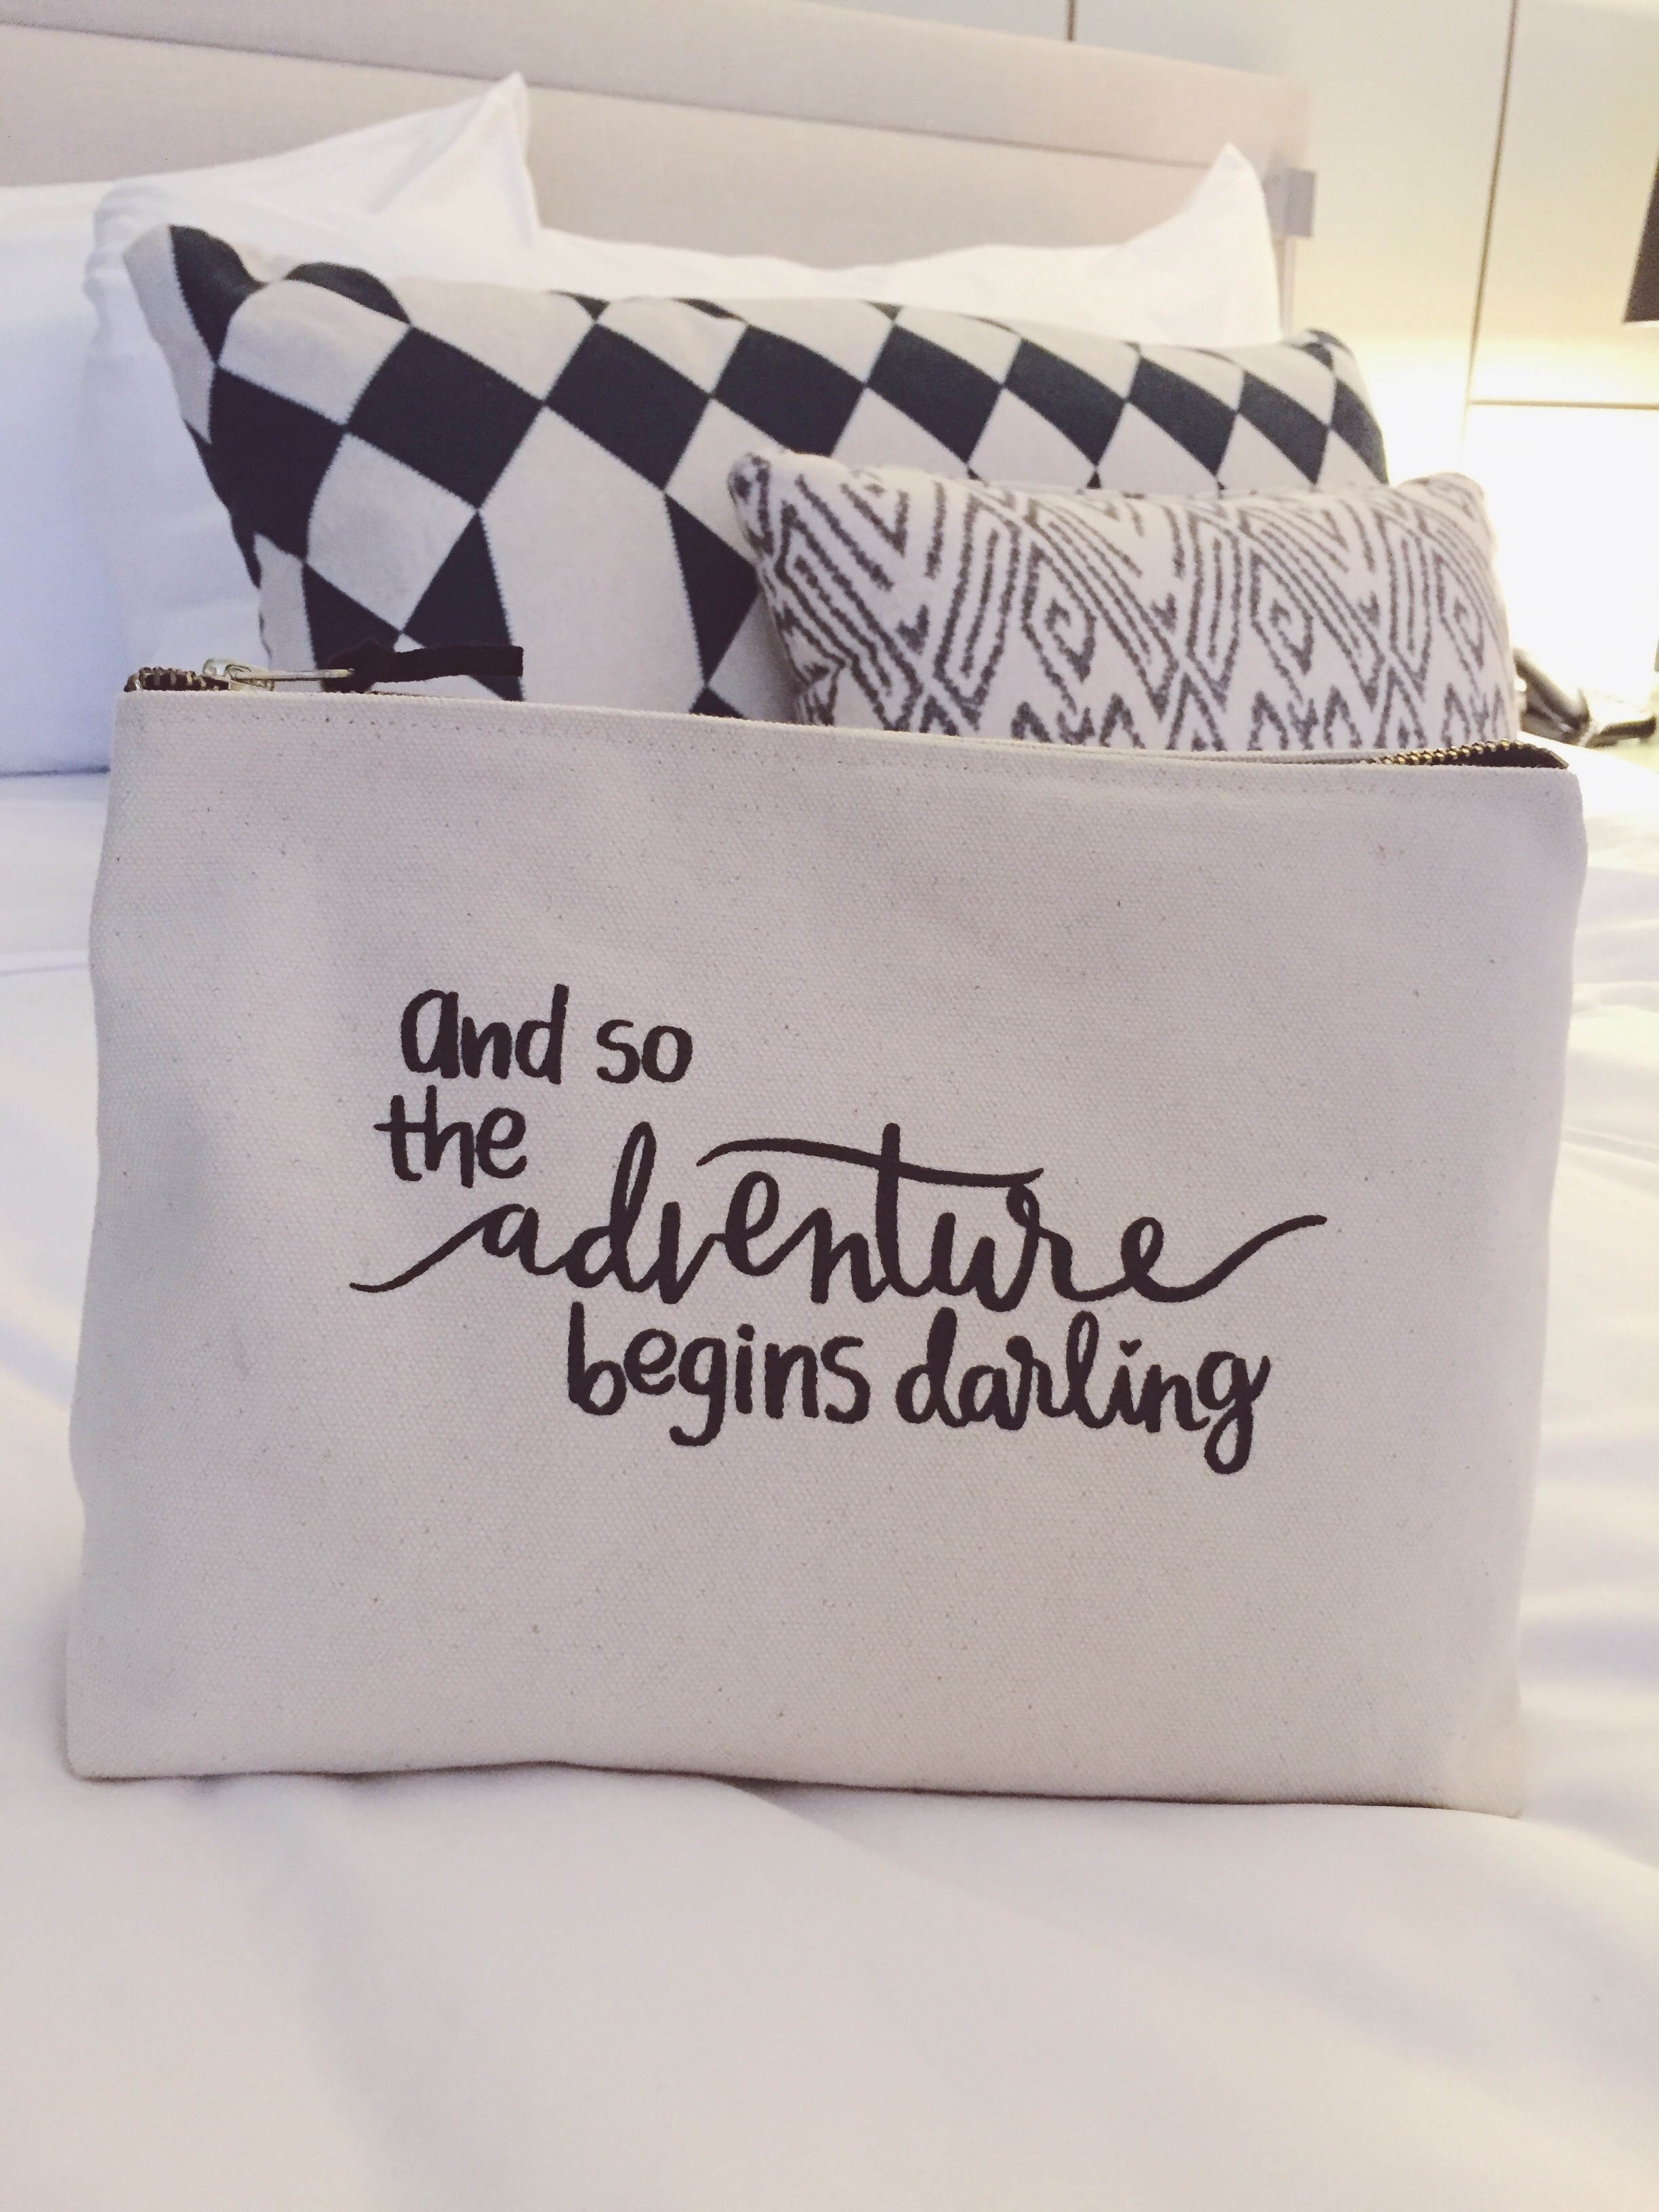 and so
the
adventure
begins darling